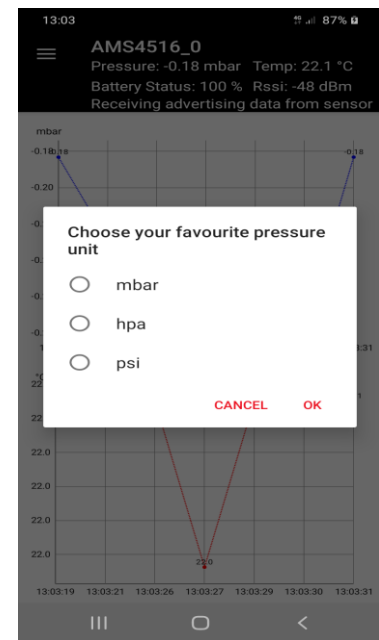 13:03
87%
AMS4516_0
Pressure: -0.18 mbar Temp: 22.1 °C
Battery Status: 100 % Rssi: -48 dBm
Receiving advertising data from sensor
mbar
-0.18
-0.18
-0.20
Choose your favourite pressure
unit
mbar
hpa
psi
CANCEL OK
22.0
22.0
22.0
22.0
22.0
13:03:19 13:03:21 13:03:26 13:03:27 13:03:29 13:03:30 13:03:31